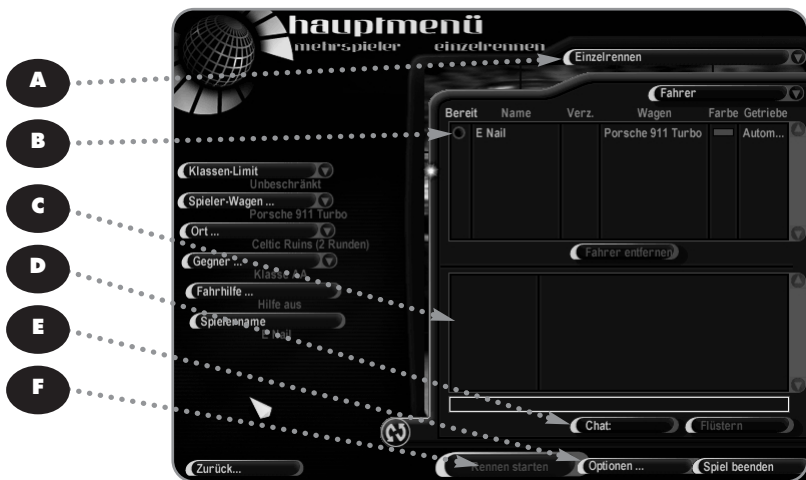 hauptmenü
mehrspieler einzelrennen
Einzelrennen
A
Fahrer
Bereit Name Verz. Wagen Farbe Getriebe
B
E Nail Porsche 911 Turbo Autom...
Klassen-Limit
Unbeschränkt
C
Spieler-Wagen ...
Porsche 911 Turbo
Ort ...
Celtic Ruins (2 Runden)
Fahrer entfernen
D
Gegner ...
Klasse AA
Fahrhilfe ...
Hilfe aus
E
Spielername
E Nail
F
Chat:
Flüstern
Zurück...
Rennen starten
Optionen ...
Spiel beenden